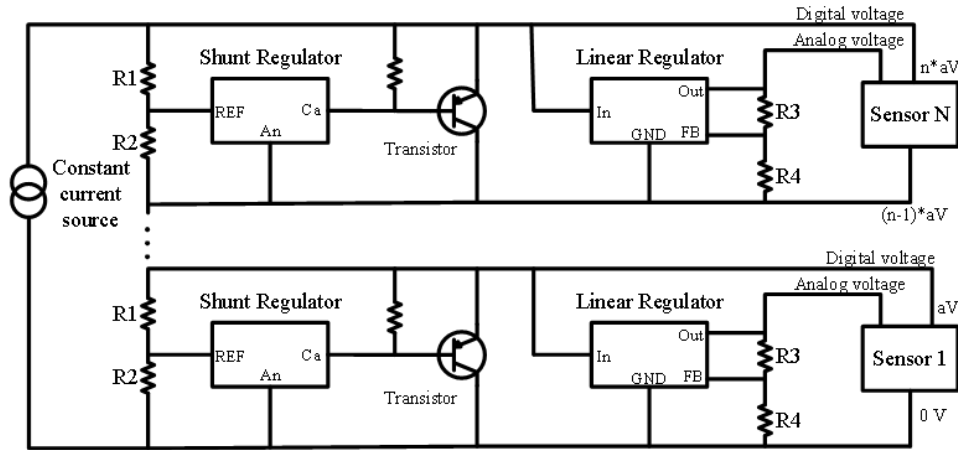 Digital voltage
Analog voltage
n*aV
Shunt Regulator
Linear Regulator
R1
REF
Ca
An
R2
Transistor
In
Out
GND
FB
R3
R4
Sensor N
(n-1)*aV
Constant
current
source
Digital voltage
Analog voltage
aV
Shunt Regulator
Linear Regulator
R1
REF
Ca
An
R2
Transistor
In
Out
GND
FB
R3
R4
Sensor 1
0 V